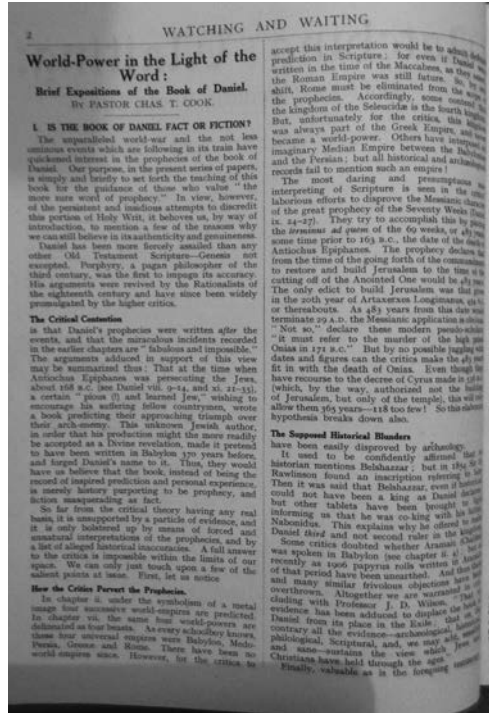 2
WATCHING AND WAITING
World-Power in the Light of the
Word :
Brief Expositions of the Book of Daniel.
BY PASTOR CHAS. T. COOK.
I. IS THE BOOK OF DANIEL FACT OR FICTION?
The unparalleled world-war and the not less
ominous events which are following in its train have
quickened interest in the prophecies of the book of
Daniel. Our purpose, in the present series of papers,
is simply and briefly to set forth the teaching of this
book for the guidance of those who value "the
more sure word of prophecy." In view, however,
of the persistent and insidious attempts to discredit
this portion of Holy Writ, it behoves us, by way of
introduction, to mention a few of the reasons why
we can still believe in its authenticity and genuineness.
Daniel has been more fiercely assailed than any
other Old Testament Scripture—Genesis not
excepted. Porphyry, a pagan philosopher of the
third century, was the first to impugn its accuracy.
His arguments were revived by the Rationalists of
the eighteenth century and have since been widely
promulgated by the higher critics.
The Critical Contention
is that Daniel's prophecies were written after the
events, and that the miraculous incidents recorded
in the earlier chapters are "fabulous and impossible."
The arguments adduced in support of this view
may be summarized thus: That at the time when
Antiochus Epiphanes was persecuting the Jews,
about 168 B.C. (see Daniel viii. 9-14, and xi. 21-35),
a certain "pious (!) and learned Jew," wishing to
encourage his suffering fellow countrymen, wrote
a book predicting their approaching triumph over
their arch-enemy. This unknown Jewish author,
in order that his production might the more readily
be accepted as a Divine revelation, made it pretend
to have been written in Babylon 370 years before,
and forged Daniel's name to it. Thus, they would
have us believe that the book, instead of being the
record of inspired prediction and personal experience,
is merely history purporting to be prophecy, and
fiction masquerading as fact.
So far from the critical theory having any real
basis, it is unsupported by a particle of evidence, and
it is only bolstered up by means of forced and
unnatural interpretations of the prophecies, and by
a list of alleged historical inaccuracies. A full answer
to the critics is impossible within the limits of our
space. We can only just touch upon a few of the
salient points at issue. First, let us notice
How the Critics Pervert the Prophecies.
In chapter ii. under the symbolism of a metal
image four successive world-empires are predicted.
In chapter vii. the same four world-powers are
delineated as four beasts. As every schoolboy knows,
these four universal empires were Babylon, Medo-
Persia, Greece and Rome. There have been no
world-empires since. However, for the critics to
accept this interpretation would be to admit
prediction in Scripture; for even if Daniel
written in the time of the Maccabees, as they
the Roman Empire was still future. So, by
shift, Rome must be eliminated from the
the prophecies. Accordingly, some contend
the kingdom of the Seleucidæ is the fourth
But, unfortunately for the critics, this
was always part of the Greek Empire, and
became a world-power. Others have
imaginary Median Empire between the
and the Persian; but all historical and
records fail to mention such an empire!
The most daring and presumptuous
interpreting of Scripture is seen in the
laborious efforts to disprove the Messianic
of the great prophecy of the Seventy Weeks
ix. 24-27). They try to accomplish this by
the terminus ad quem of the 69 weeks, or 483
some time prior to 163 B.C., the date of the
Antiochus Epiphanes. The prophecy declares
from the time of the going forth of the
to restore and build Jerusalem to the time
cutting off of the Anointed One would be 483
The only edict to build Jerusalem was that
in the 20th year of Artaxerxes Longimanus,
or thereabouts. As 483 years from this date
terminate 29 A.D. the Messianic application is
"Not so," declare these modern
"it must refer to the murder of the high
Onias in 171 B.C." But by no possible juggling
dates and figures can the critics make the 483
fit in with the death of Onias. Even though
have recourse to the decree of Cyrus made in
(which, by the way, authorized not the
of Jerusalem, but only of the temple), this will
allow them 365 years—118 too few! So this
hypothesis breaks down also.
The Supposed Historical Blunders
have been easily disproved by archæology.
It used to be confidently affirmed that
historian mentions Belshazzar; but in 1854
Rawlinson found an inscription referring to
Then it was said that Belshazzar, even if
could not have been a king as Daniel
but other tablets have been brought
informing us that he was co-king with his
Nabonidus. This explains why he offered to
Daniel third and not second ruler in the
Some critics doubted whether Aramaic
was spoken in Babylon (see chapter ii. 4), but
recently as 1906 papyrus rolls written in
of that period have been unearthed. And
and many similar frivolous objections have
overthrown. Altogether we are warranted in
cluding with Professor J. D. Wilson, "That
evidence has been adduced to displace the book
Daniel from its place in the Exile; that
contrary all the evidence—archæological,
philological, Scriptural, and, we may add,
and sane—sustains the view which Jews
Christians have held through the ages."
Finally, valuable as is the foregoing